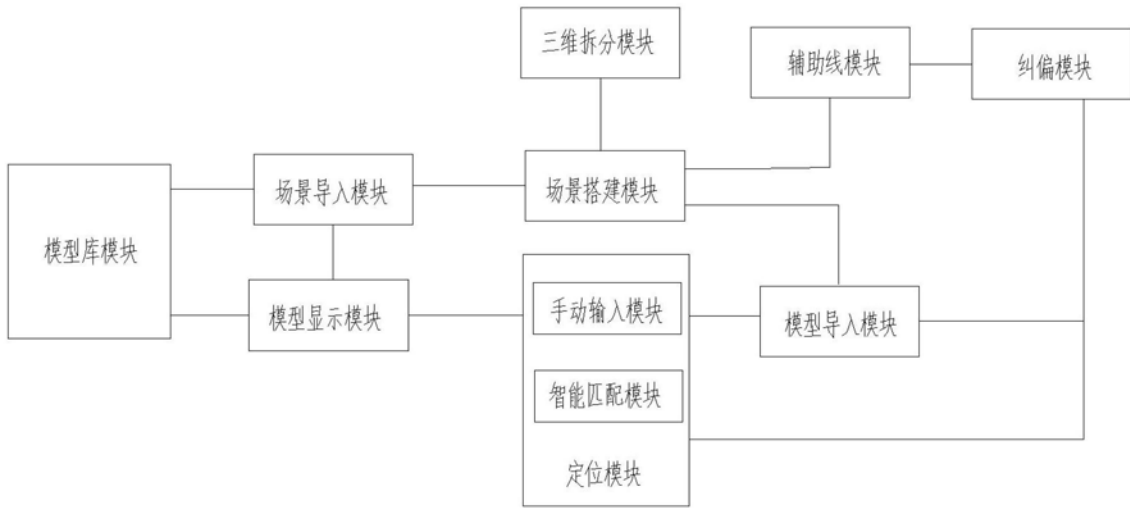 三维拆分模块
辅助线模块
纠偏模块
场景导入模块
场景搭建模块
模型库模块
模型显示模块
手动输入模块
模型导入模块
智能匹配模块
定位模块